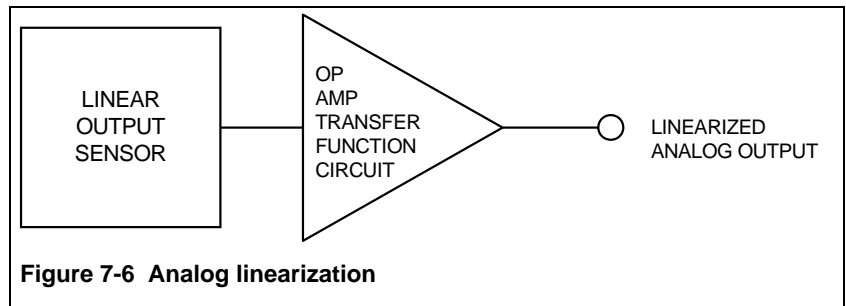 LINEAR
OUTPUT
SENSOR
OP
AMP
TRANSFER
FUNCTION
CIRCUIT
LINEARIZED
ANALOG OUTPUT
Figure 7-6 Analog linearization